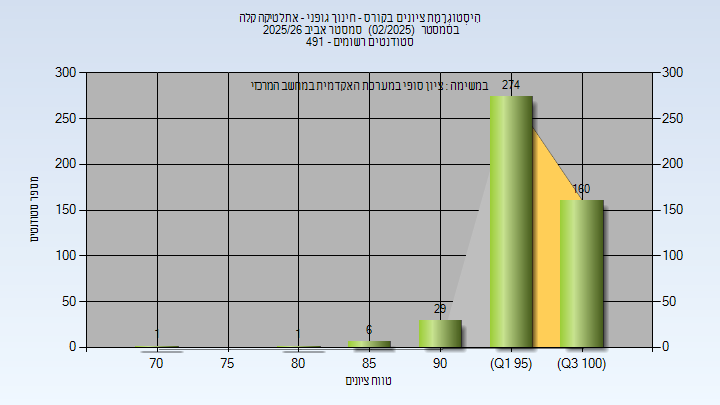 היסטוגרמת ציונים בקורס - חינוך גופני - אתלטיקה קלה
בסמסטר (02/2025) סמסטר אביב 2025/26
סטודנטים רשומים - 491
במשימה : ציון סופי במערכת האקדמית במחשב המרכזי
300 300
250 250
200 200
150 150
100 100
50 50
0 0
מספר סטודנטים
1 1 6 29 274 160
70 75 80 85 90 (Q1 95) (Q3 100)
טווח ציונים